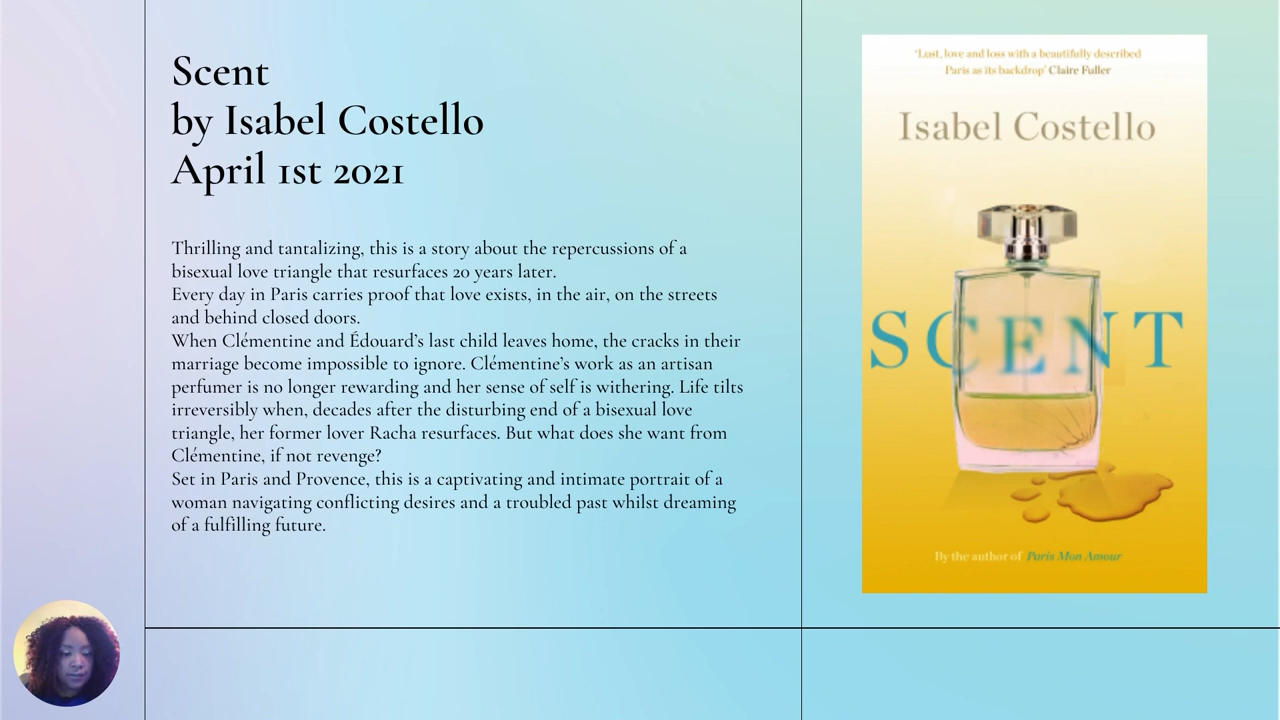 Scent
by Isabel Costello
April 1st 2021
Thrilling and tantalizing, this is a story about the repercussions of a
bisexual love triangle that resurfaces 20 years later.
Every day in Paris carries proof that love exists, in the air, on the streets
and behind closed doors.
When Clémentine and Édouard’s last child leaves home, the cracks in their
marriage become impossible to ignore. Clémentine’s work as an artisan
perfumer is no longer rewarding and her sense of self is withering. Life tilts
irreversibly when, decades after the disturbing end of a bisexual love
triangle, her former lover Racha resurfaces. But what does she want from
Clémentine, if not revenge?
Set in Paris and Provence, this is a captivating and intimate portrait of a
woman navigating conflicting desires and a troubled past whilst dreaming
of a fulfilling future.
‘Lust, love and loss with a beautifully described
Paris as its backdrop’ Claire Fuller
Isabel Costello
SCENT
By the author of Paris Mon Amour